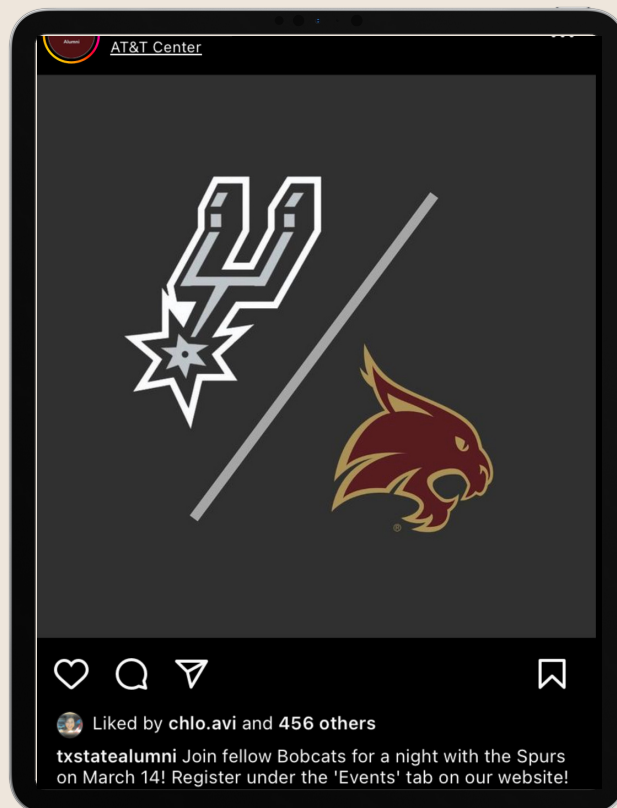 Alumni
AT&T Center
®
Liked by chlo.avi and 456 others
txstatealumni Join fellow Bobcats for a night with the Spurs
on March 14! Register under the 'Events' tab on our website!